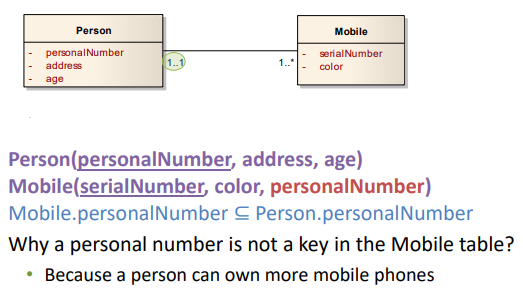 Person
- personalNumber
- address
- age
1..1
1..*
Mobile
- serialNumber
- color
Person(personalNumber, address, age)
Mobile(serialNumber, color, personalNumber)
Mobile.personalNumber ⊆ Person.personalNumber
Why a personal number is not a key in the Mobile table?
• Because a person can own more mobile phones